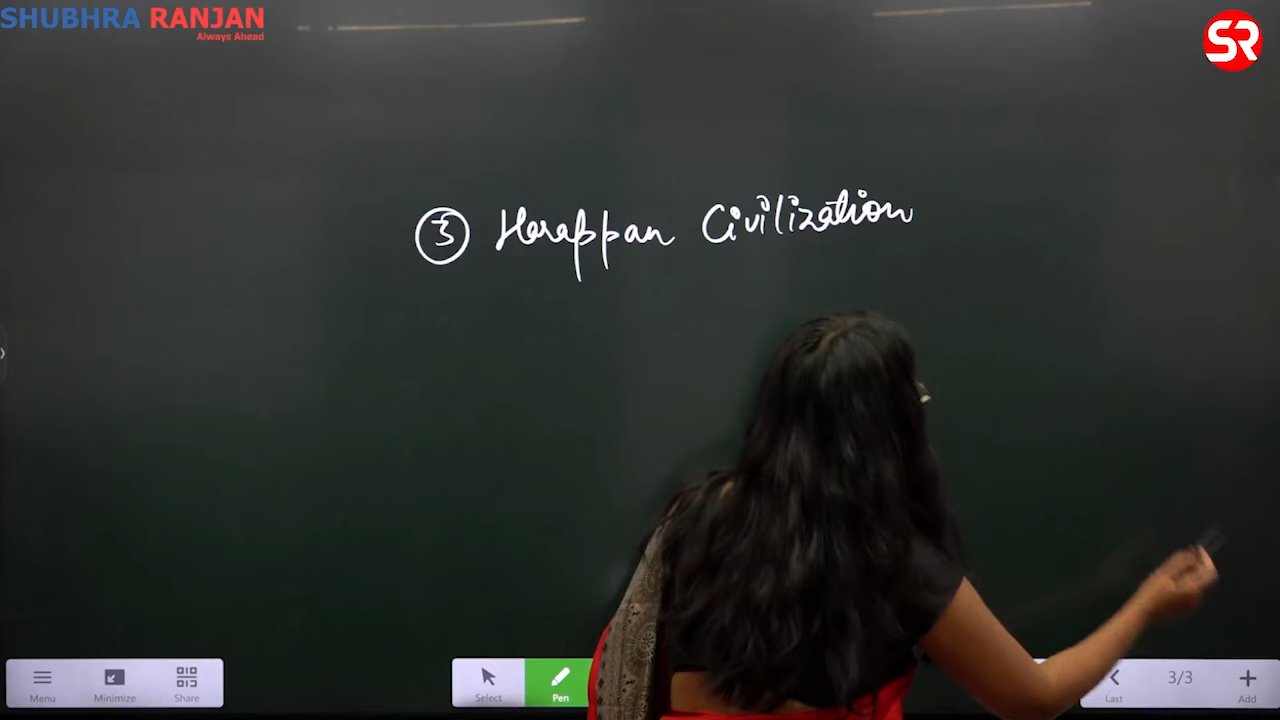 SHUBHRA RANJAN
Always Ahead
SR
③ Harappan Civilization
Menu
Minimize
Share
Select
Pen
Last
3/3
Add